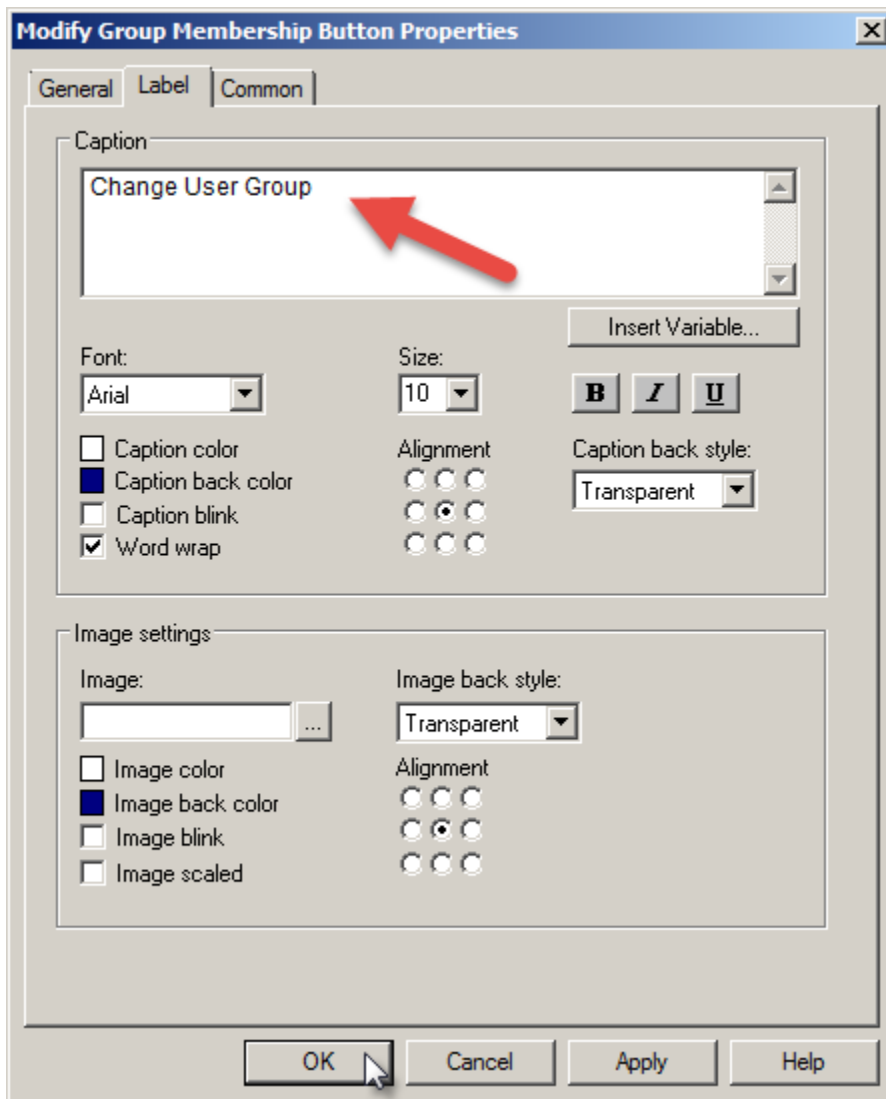 Modify Group Membership Button Properties
General Label Common
Caption
Change User Group
Insert Variable...
Font: Size:
Arial 10 B I U
Caption color Alignment Caption back style:
Caption back color
Transparent
Caption blink
Word wrap
Image settings
Image: Image back style:
... Transparent
Image color Alignment
Image back color
Image blink
Image scaled
OK Cancel Apply Help